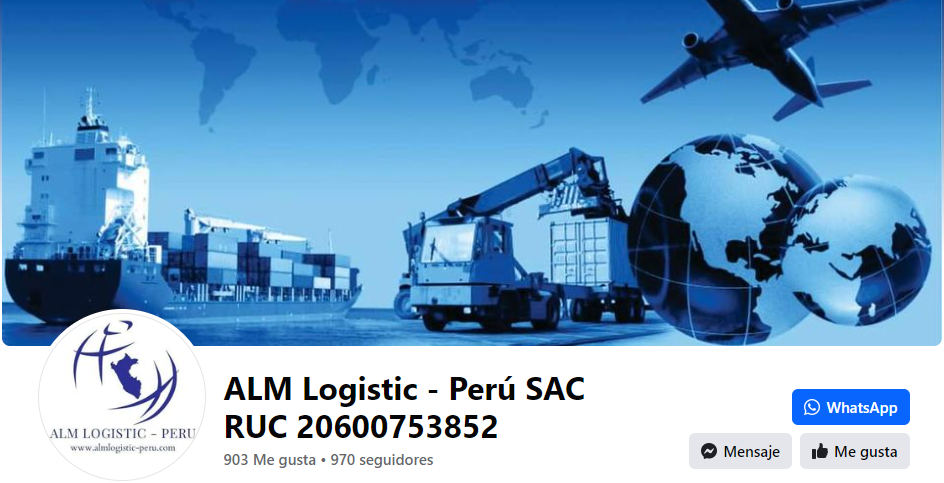 ALM LOGISTIC - PERU
www.almlogistic-peru.com
ALM Logistic - Perú SAC
RUC 20600753852
903 Me gusta • 970 seguidores
WhatsApp
Mensaje
Me gusta